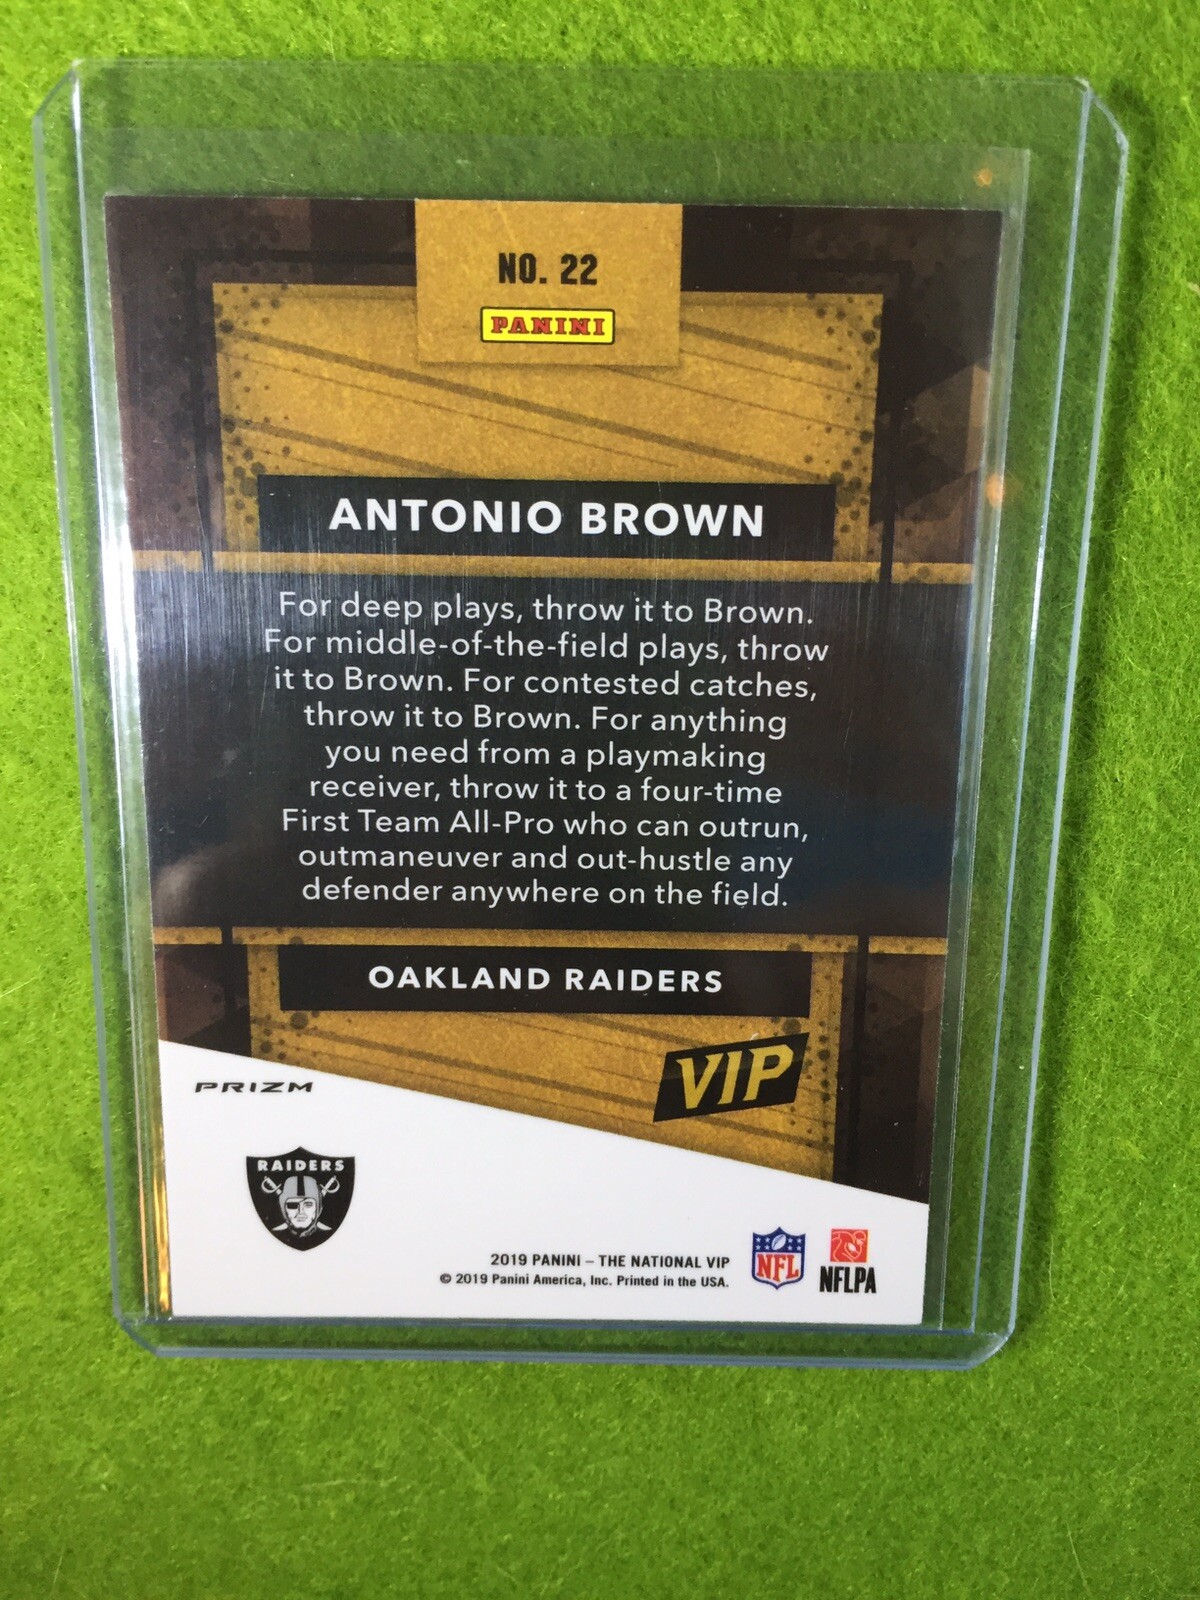 NO. 22
PANINI
ANTONIO BROWN
For deep plays, throw it to Brown.
For middle-of-the-field plays, throw
it to Brown. For contested catches,
throw it to Brown. For anything
you need from a playmaking
receiver, throw it to a four-time
First Team All-Pro who can outrun,
outmaneuver and out-hustle any
defender anywhere on the field.
OAKLAND RAIDERS
VIP
PRIZM
RAIDERS
2019 PANINI – THE NATIONAL VIP
© 2019 Panini America, Inc. Printed in the USA.
NFL
NFLPA